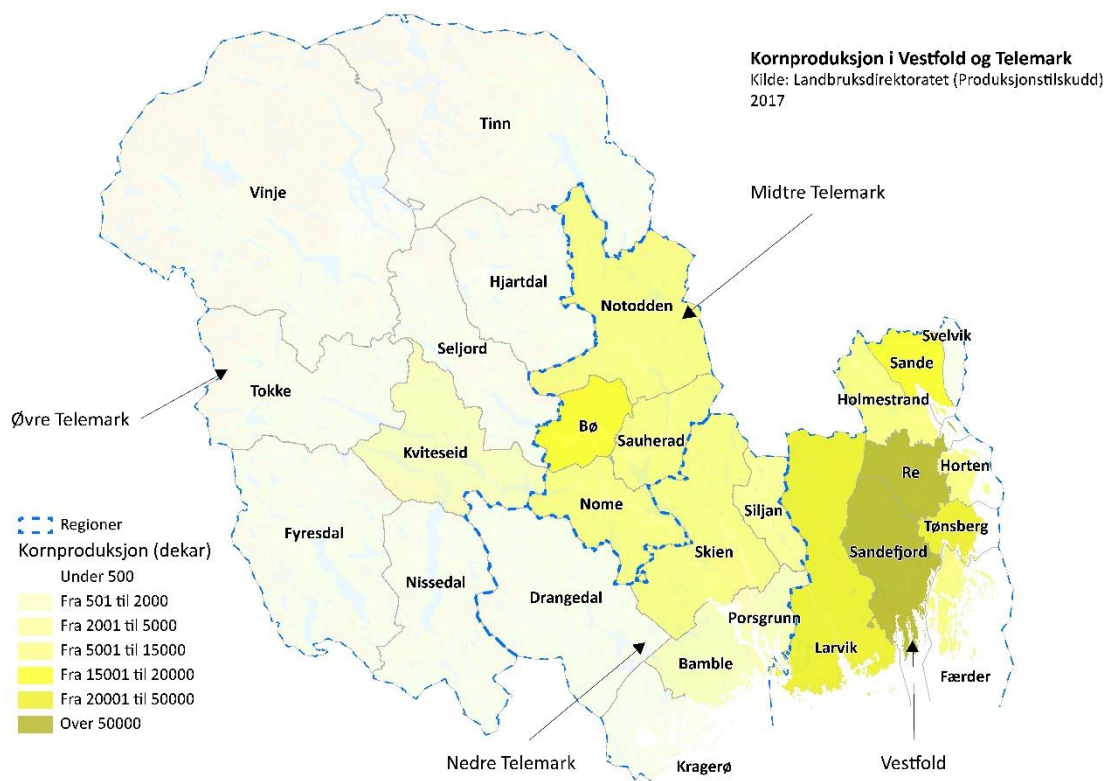 Kornproduksjon i Vestfold og Telemark
Kilde: Landbruksdirektoratet (Produksjonstilskudd)
2017
Tinn
Vinje
Midtre Telemark
Hjartdal
Notodden
Svelvik
Sande
Seljord
Tokke
Holmestrand
Øvre Telemark
Bø
Sauherad
Kviteseid
Re
Horten
Nome
Siljan
Tønsberg
Fyresdal
Skien
Sandefjord
Nissedal
Drangedal
Porsgrunn
Larvik
Bamble
Færder
Nedre Telemark
Kragerø
Vestfold
Regioner
Kornproduksjon (dekar)
Under 500
Fra 501 til 2000
Fra 2001 til 5000
Fra 5001 til 15000
Fra 15001 til 20000
Fra 20001 til 50000
Over 50000